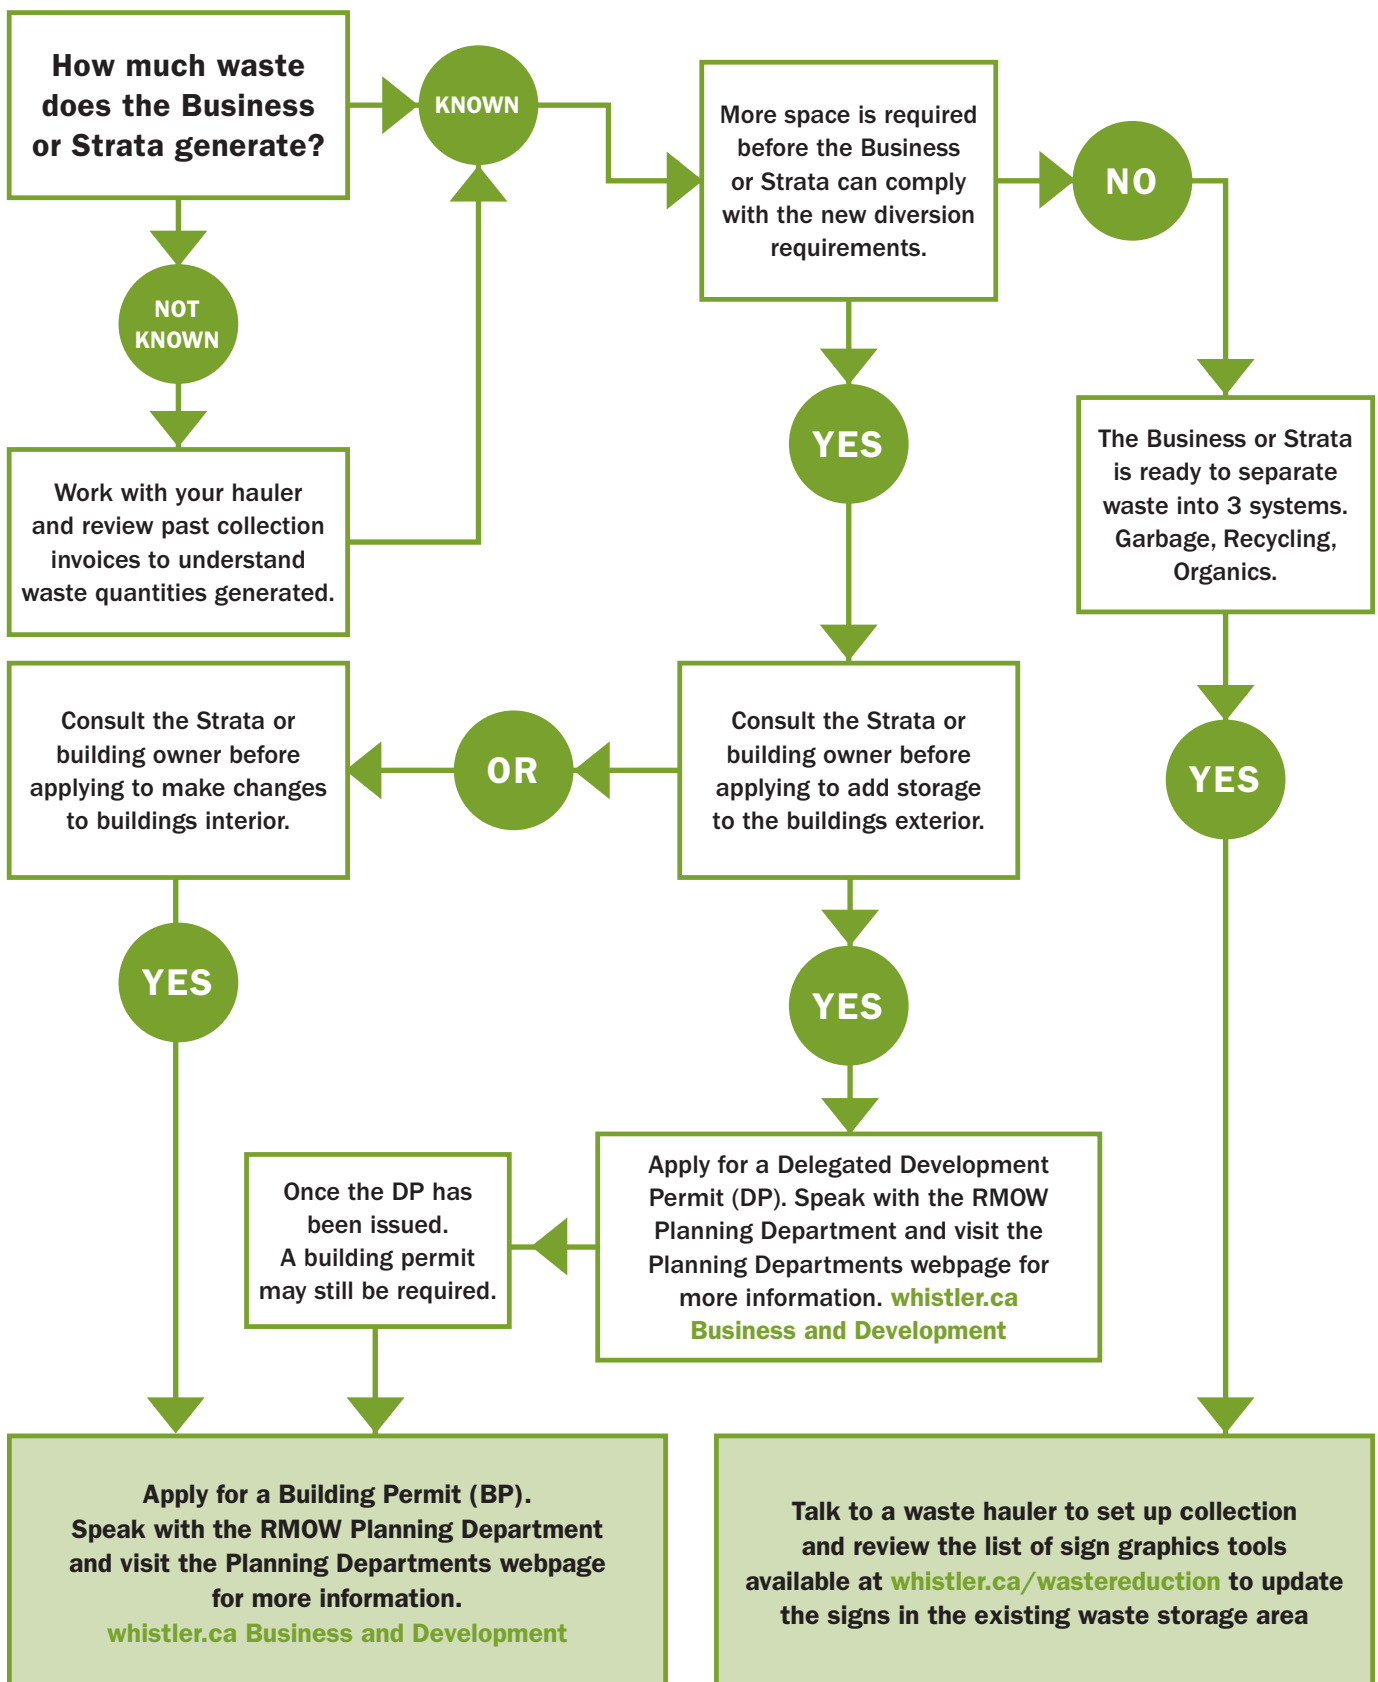 How much waste
does the Business
or Strata generate?
KNOWN
More space is required
before the Business
or Strata can comply
with the new diversion
requirements.
NO
NOT
KNOWN
YES
Work with your hauler
and review past collection
invoices to understand
waste quantities generated.
The Business or Strata
is ready to separate
waste into 3 systems.
Garbage, Recycling,
Organics.
Consult the Strata or
building owner before
applying to make changes
to buildings interior.
OR
Consult the Strata or
building owner before
applying to add storage
to the buildings exterior.
YES
YES
YES
Once the DP has
been issued.
A building permit
may still be required.
Apply for a Delegated Development
Permit (DP). Speak with the RMOW
Planning Department and visit the
Planning Departments webpage for
more information. whistler.ca
Business and Development
Apply for a Building Permit (BP).
Speak with the RMOW Planning Department
and visit the Planning Departments webpage
for more information.
whistler.ca Business and Development
Talk to a waste hauler to set up collection
and review the list of sign graphics tools
available at whistler.ca/wastereduction to update
the signs in the existing waste storage area